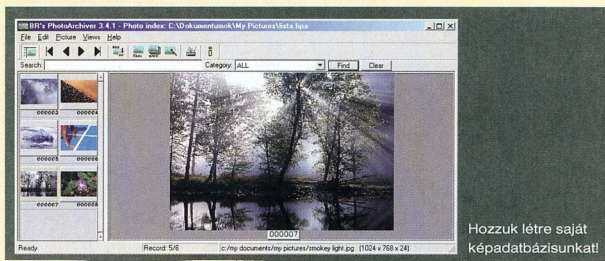 BR's PhotoArchiver 3.4.1 - Photo index: C:\Dokumentumok\My Pictures\lista.bpa
File Edit Picture Views Help
Search: Category: ALL Find Clear
000003 000004
000005 000006
000007 000008
000007
Ready Record: 5/6 c:/my documents/my pictures/smokey light.jpg (1024 x 768 x 24)
Hozzuk létre saját
képadatbázisunkat!